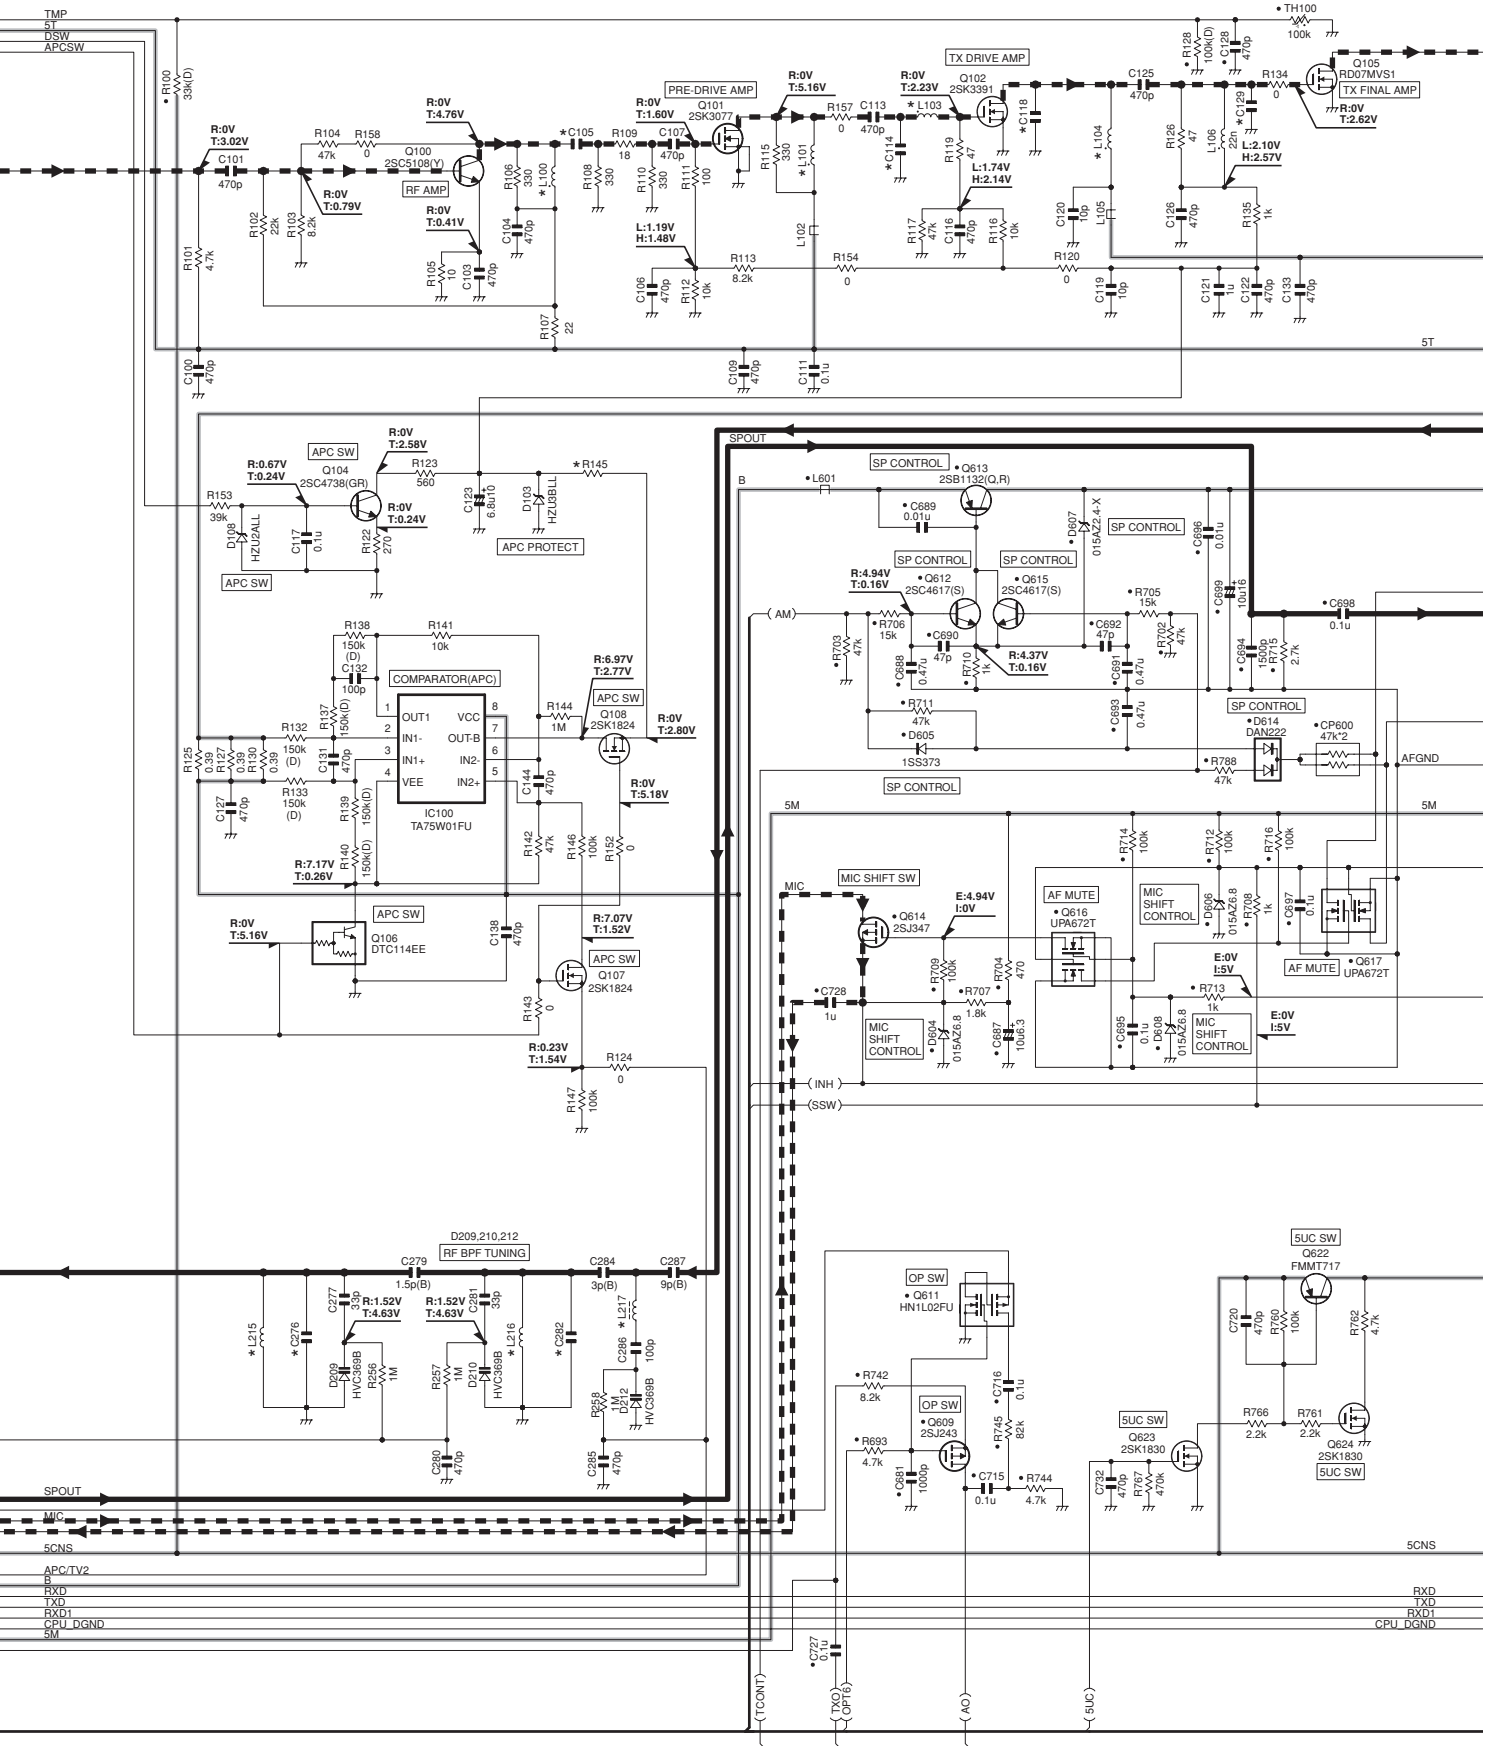 TMP
5T
DSW
APCSW
• R100
33k(D)
R:0V
T:3.02V
C101
470p
R101
4.7k
R102
22k
R103
8.2k
R104
47k
R158
0
R:0V
T:0.79V
Q100
2SC5108(Y)
RF AMP
R:0V
T:4.76V
R:0V
T:0.41V
R105
10
C103
470p
R106
330
* L100
C104
470p
R107
22
*C105
R108
330
R109
18
R110
330
C107
470p
R111
100
R:0V
T:1.60V
PRE-DRIVE AMP
Q101
2SK3077
L:1.19V
H:1.48V
C106
470p
R112
10k
R113
8.2k
R115
330
* L101
R:0V
T:5.16V
L102
R157
0
C113
470p
* C114
* L103
R154
0
R:0V
T:2.23V
TX DRIVE AMP
Q102
2SK3391
R119
47
L:1.74V
H:2.14V
R117
47k
C116
470p
R116
10k
* C118
* L104
C125
470p
R120
0
C120
10p
L105
C119
10p
R126
47
C126
470p
L106
22n
L:2.10V
H:2.57V
R135
1k
C121
1u
C122
470p
C133
470p
• R128
100k(D)
• C128
470p
* C129
R134
0
• TH100
100k
Q105
RD07MVS1
TX FINAL AMP
R:0V
T:2.62V
5T
C100
470p
C109
470p
C111
0.1u
APC SW
Q104
2SC4738(GR)
R:0V
T:2.58V
R:0.67V
T:0.24V
R153
39k
D108
HZU2ALL
C117
0.1u
R122
270
R:0V
T:0.24V
APC SW
R123
560
C123
6.8u10
D103
HZU3BLL
*R145
APC PROTECT
R138
150k
(D)
R141
10k
C132
100p
COMPARATOR(APC)
R137
150k(D)
1
2
3
4
OUT1
IN1-
IN1+
VEE
VCC
OUT-B
IN2-
IN2+
8
7
6
5
IC100
TA75W01FU
R125
0.39
R127
0.39
R130
0.39
R132
150k
(D)
R133
150k
(D)
C131
470p
C127
470p
R139
150k(D)
R140
150k(D)
R:7.17V
T:0.26V
R:6.97V
T:2.77V
APC SW
Q108
2SK1824
R144
1M
C144
470p
R:0V
T:2.80V
R:0V
T:5.18V
R142
47k
R146
100k
R152
0
APC SW
Q106
DTC114EE
R:0V
T:5.16V
C138
470p
R:7.07V
T:1.52V
APC SW
Q107
2SK1824
R143
0
R:0.23V
T:1.54V
R124
0
R147
100k
SPOUT
B
• L601
SP CONTROL
• Q613
2SB1132(Q,R)
• C689
0.01u
• D607
015AZ2.4-X
SP CONTROL
• C696
0.01u
• C699
10u16
SP CONTROL
• Q612
2SC4617(S)
SP CONTROL
• Q615
2SC4617(S)
R:4.94V
T:0.16V
( AM )
• R706
15k
• R703
47k
• C690
47p
• C688
0.47u
• R710
1k
R:4.37V
T:0.16V
• C692
47p
• C691
0.47u
• C693
0.47u
• R705
15k
• R702
47k
• C694
1500p
• R715
2.7k
• C698
0.1u
• R711
47k
• D605
1SS373
SP CONTROL
SP CONTROL
• D614
DAN222
• CP600
47k*2
• R788
47k
AFGND
5M
5M
MIC
MIC SHIFT SW
• Q614
2SJ347
E:4.94V
I:0V
• R709
100k
• R704
470
• R707
1.8k
• C728
1u
MIC
SHIFT
CONTROL
• D604
015AZ6.8
• C687
10u6.3
AF MUTE
• Q616
UPA672T
• R714
100k
• R712
100k
• R716
100k
MIC
SHIFT
CONTROL
• D606
015AZ6.8
• R708
1k
• C697
0.1u
AF MUTE
• Q617
UPA672T
E:0V
I:5V
• R713
1k
• C695
0.1u
• D608
015AZ6.8
MIC
SHIFT
CONTROL
E:0V
I:5V
( INH )
(SSW)
D209,210,212
RF BPF TUNING
C279
1.5p(B)
C284
3p(B)
C287
9p(B)
* L215
* C276
C277
33p
R:1.52V
T:4.63V
D209
HVC369B
R256
1M
R:1.52V
T:4.63V
C281
33p
R257
1M
D210
HVC369B
* L216
* C282
* L217
C286
100p
R258
1M
D212
HVC369B
C280
470p
C285
470p
OP SW
• Q611
HN1L02FU
• R742
8.2k
OP SW
• Q609
2SJ243
• R693
4.7k
• C681
1000p
• C716
0.1u
• R745
82k
• C715
0.1u
• R744
4.7k
5UC SW
Q622
FMMT717
C720
470p
R760
100k
R762
4.7k
5UC SW
Q623
2SK1830
R766
2.2k
R761
2.2k
Q624
2SK1830
5UC SW
C732
470p
R767
470k
SPOUT
MIC
5CNS
5CNS
APC/TV2
B
RXD
TXD
RXD1
CPU_DGND
5M
RXD
TXD
RXD1
CPU_DGND
• C727
0.1u
(TCONT)
(TXO)
(OPT6)
(AO)
(5UC)